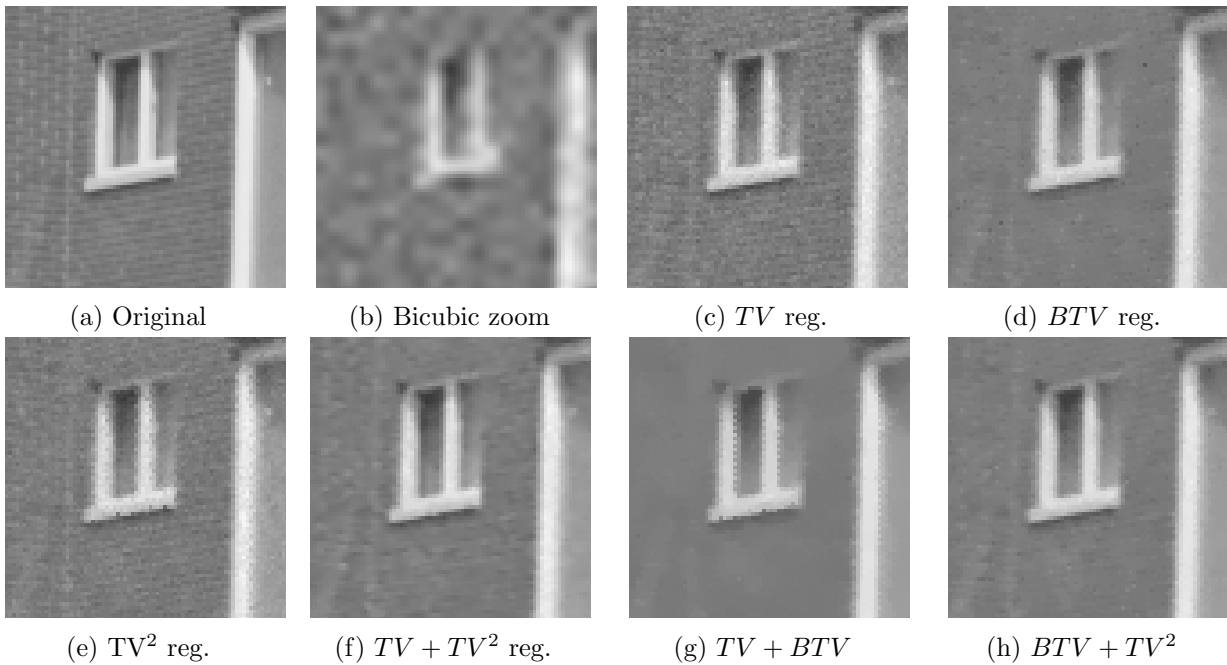 (a) Original (b) Bicubic zoom (c) TV reg. (d) BTV reg.
(e) TV² reg. (f) TV + TV² reg. (g) TV + BTV (h) BTV + TV²